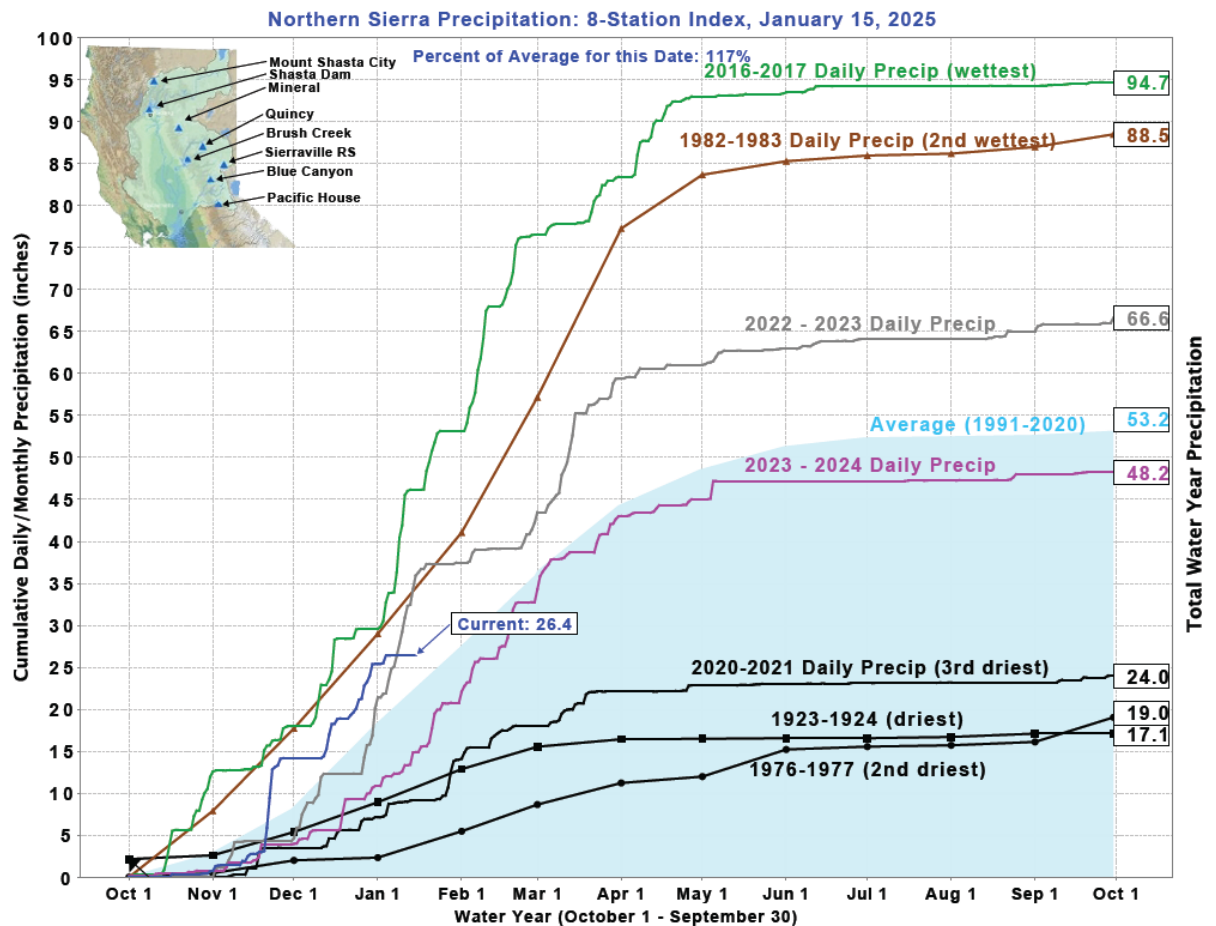 Northern Sierra Precipitation: 8-Station Index, January 15, 2025
Percent of Average for this Date: 117%
Mount Shasta City
Shasta Dam
Mineral
Quincy
Brush Creek
Sierraville RS
Blue Canyon
Pacific House
2016-2017 Daily Precip (wettest)
94.7
1982-1983 Daily Precip (2nd wettest)
88.5
2022 - 2023 Daily Precip
66.6
Average (1991-2020)
53.2
2023 - 2024 Daily Precip
48.2
Current: 26.4
2020-2021 Daily Precip (3rd driest)
24.0
1923-1924 (driest)
19.0
17.1
1976-1977 (2nd driest)
Cumulative Daily/Monthly Precipitation (inches)
100
95
90
85
80
75
70
65
60
55
50
45
40
35
30
25
20
15
10
5
0
Total Water Year Precipitation
Oct 1 Nov 1 Dec 1 Jan 1 Feb 1 Mar 1 Apr 1 May 1 Jun 1 Jul 1 Aug 1 Sep 1 Oct 1
Water Year (October 1 - September 30)